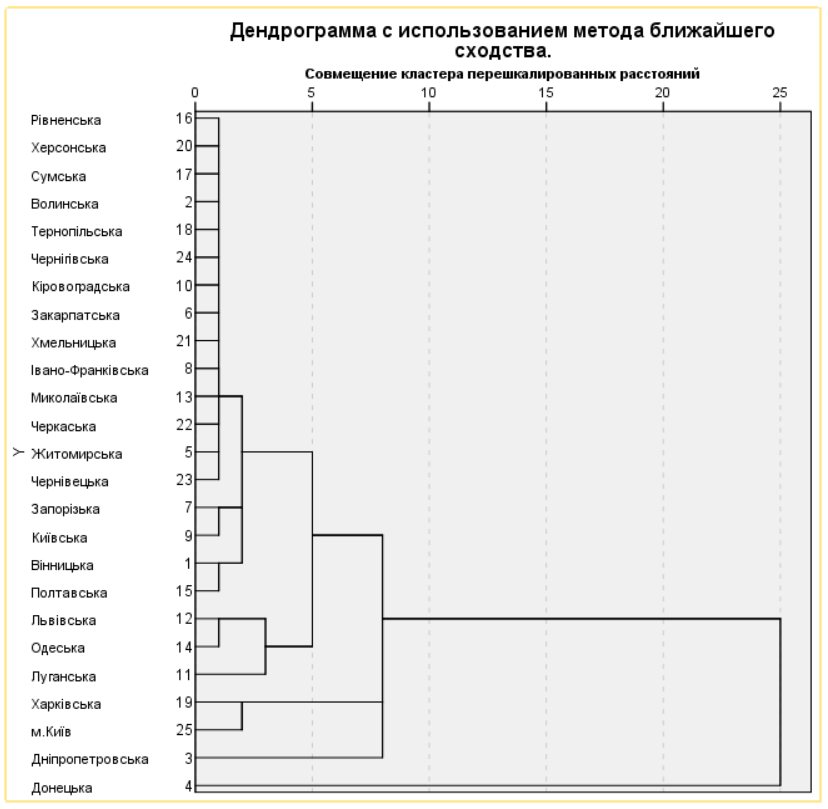 Дендрограмма с использованием метода ближайшего
сходства.
Совмещение кластера перешкалированных расстояний
0 5 10 15 20 25
Рівненська 16
Херсонська 20
Сумська 17
Волинська 2
Тернопільська 18
Чернігівська 24
Кіровоградська 10
Закарпатська 6
Хмельницька 21
Івано-Франківська 8
Миколаївська 13
Черкаська 22
Y Житомирська 5
Чернівецька 23
Запорізька 7
Київська 9
Вінницька 1
Полтавська 15
Львівська 12
Одеська 14
Луганська 11
Харківська 19
м.Київ 25
Дніпропетровська 3
Донецька 4